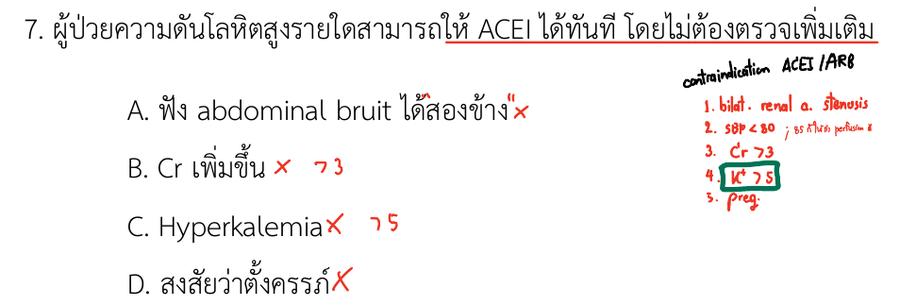 7. ผู้ป่วยความดันโลหิตสูงรายใดสามารถให้ ACEI ได้ทันที โดยไม่ต้องตรวจเพิ่มเติม
contraindication ACEI /ARB
A. ฟัง abdominal bruit ได้สองข้าง" x
1. bilat. renal a. stenosis
2. SBP < 80 ; perfusion
B. Cr เพิ่มขึ้น x >3
3. Cr >3
4. K+ >5
C. Hyperkalemia x >5
5. preg.
D. สงสัยว่าตั้งครรภ์ x